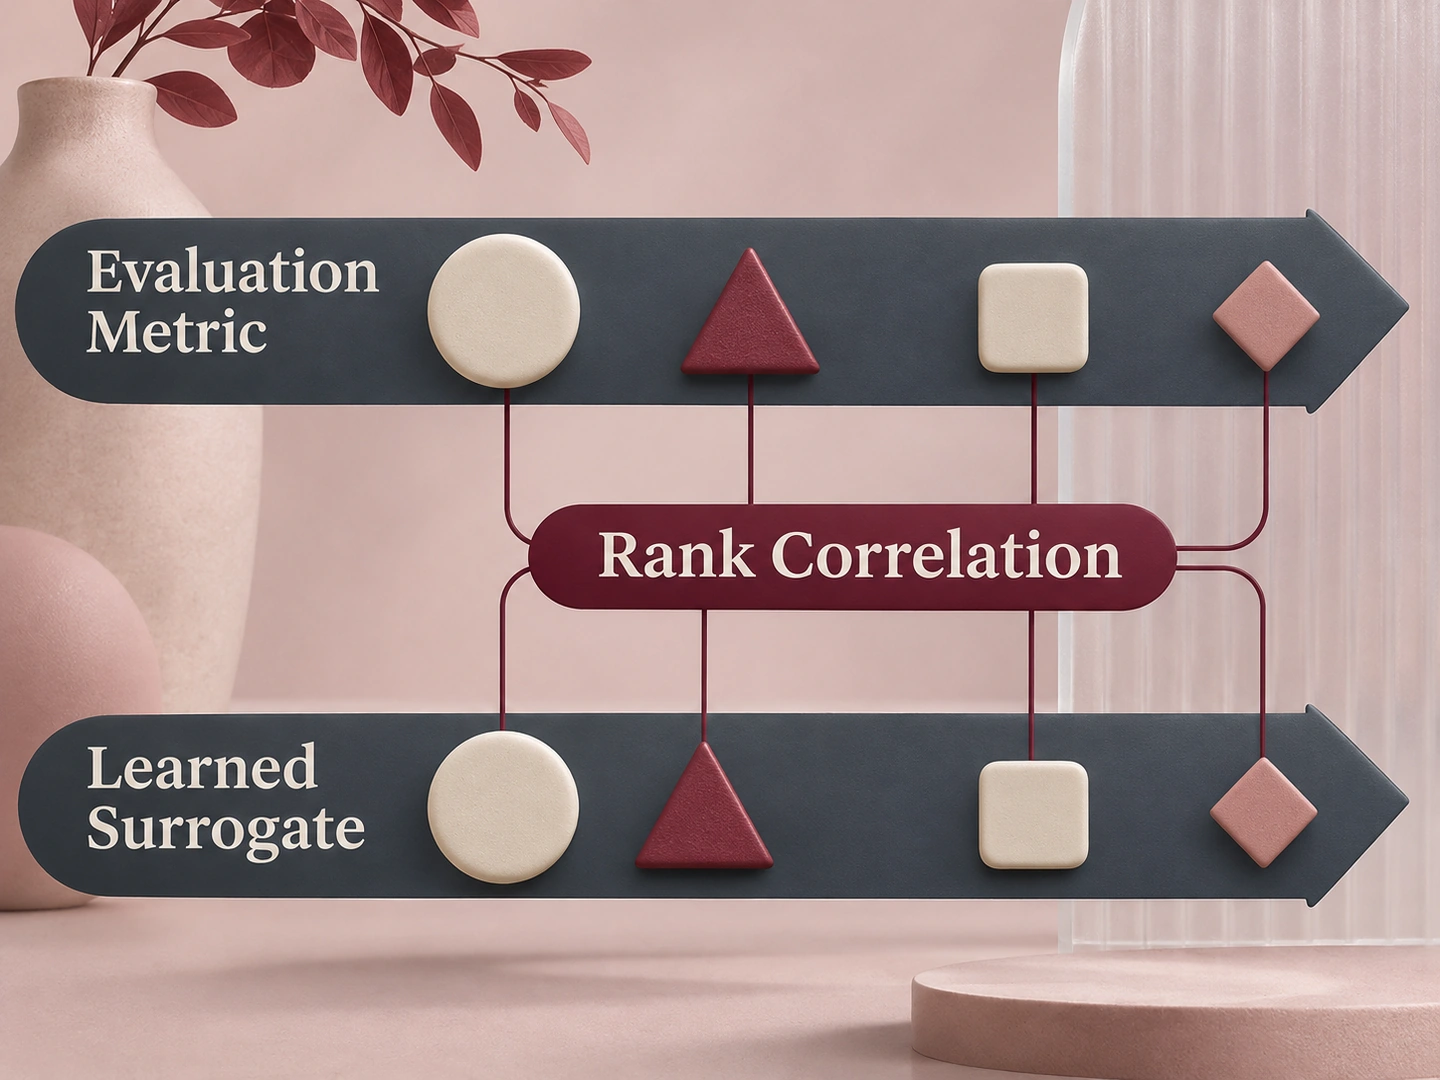 Evaluation
Metric
Rank Correlation
Learned
Surrogate